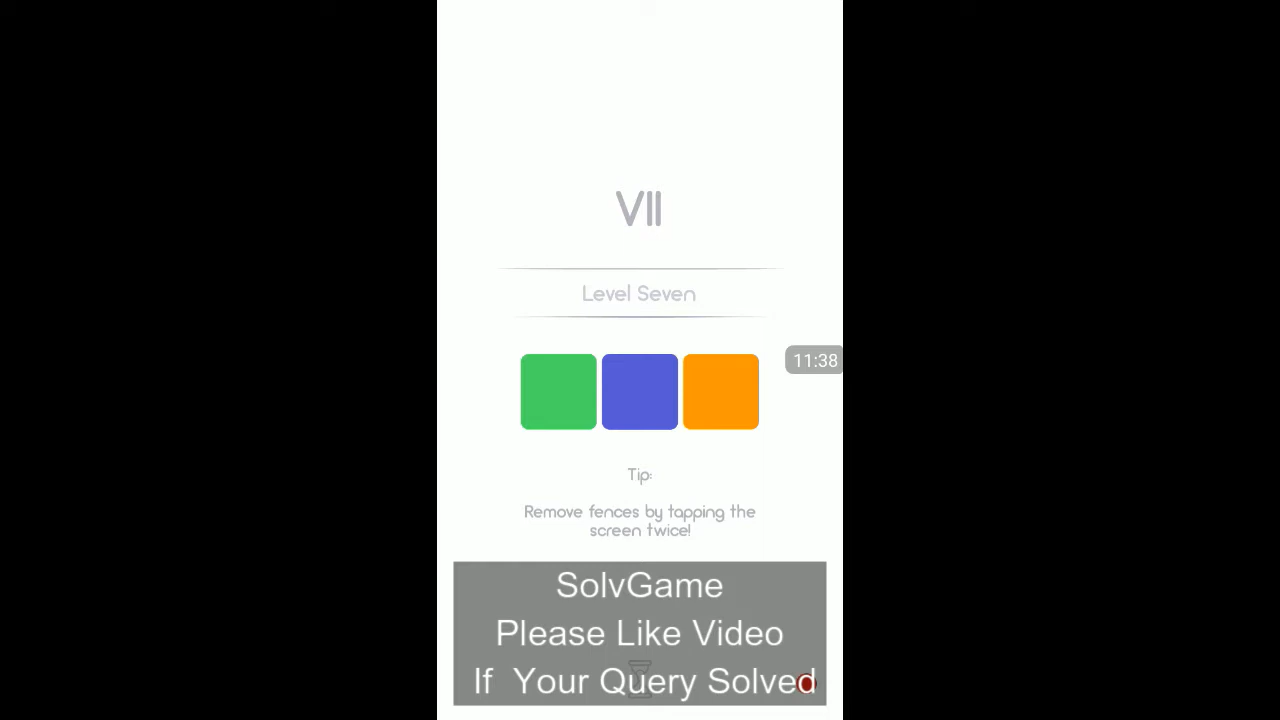 VII
Level Seven
11:38
Tip:
Remove fences by tapping the
screen twice!
SolvGame
Please Like Video
If Your Query Solved